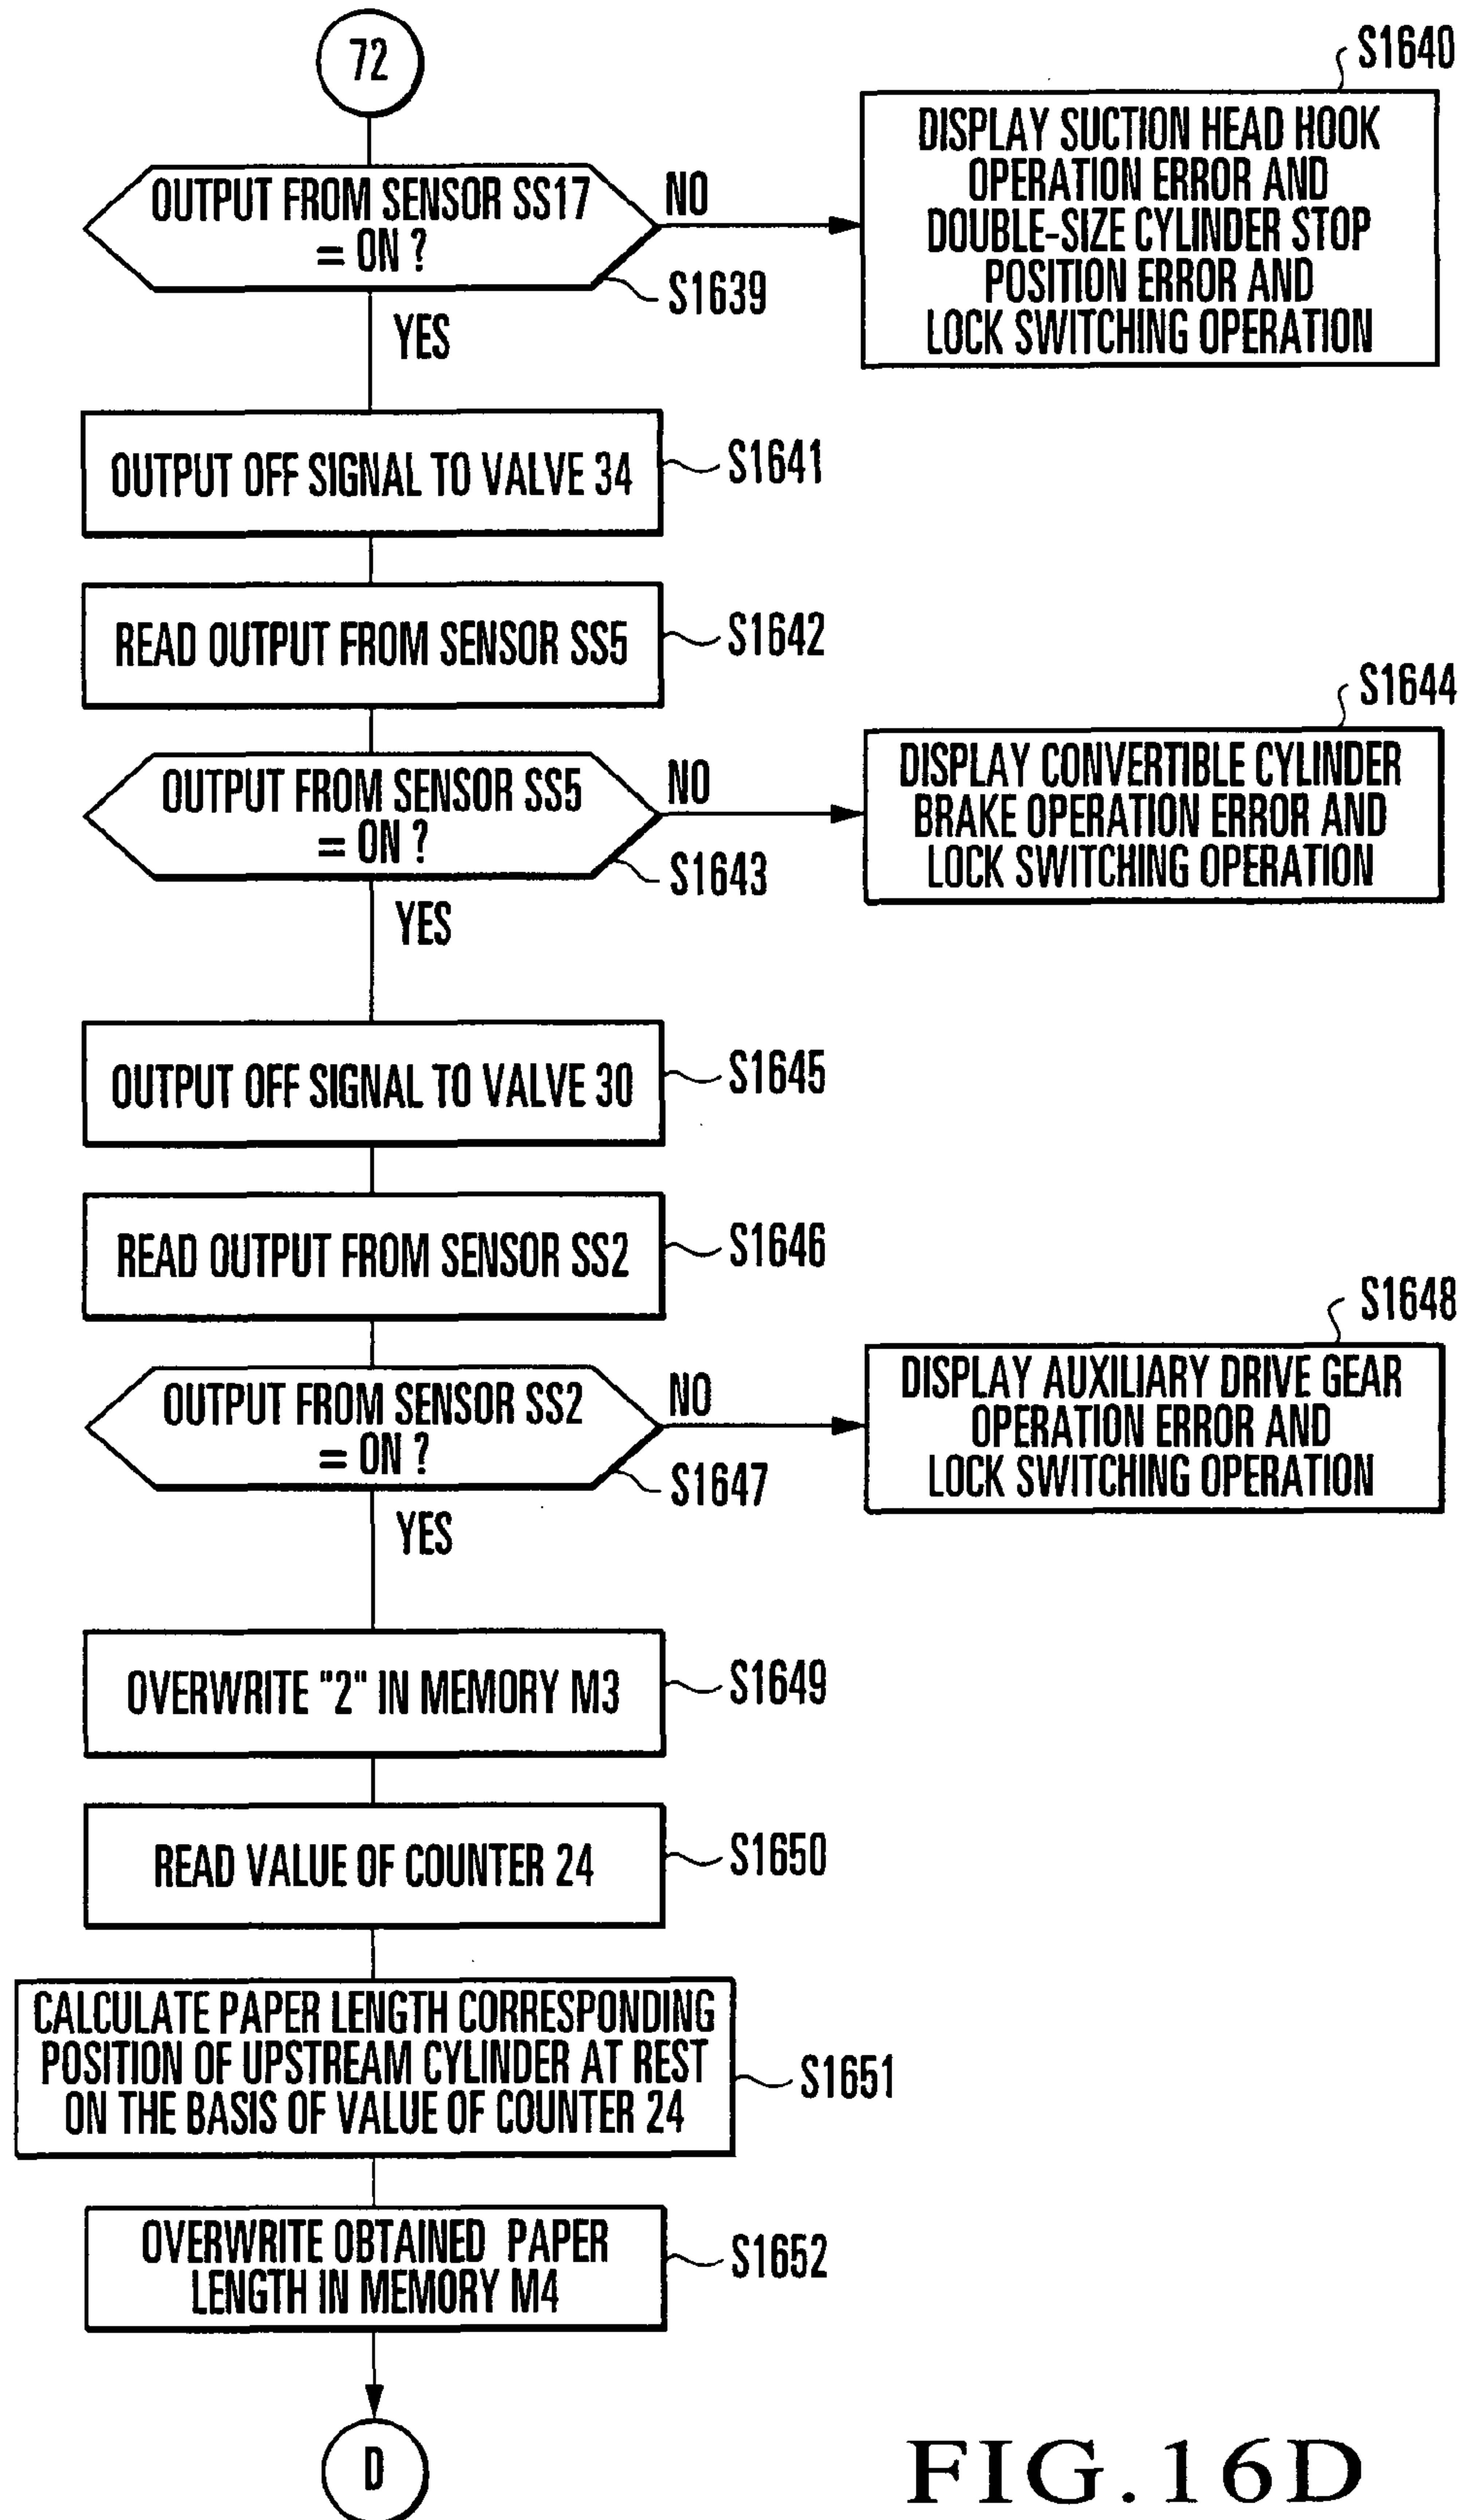 72
OUTPUT FROM SENSOR SS17
= ON ?
NO
S1639
YES
S1640
DISPLAY SUCTION HEAD HOOK
OPERATION ERROR AND
DOUBLE-SIZE CYLINDER STOP
POSITION ERROR AND
LOCK SWITCHING OPERATION
OUTPUT OFF SIGNAL TO VALVE 34
S1641
READ OUTPUT FROM SENSOR SS5
S1642
OUTPUT FROM SENSOR SS5
= ON ?
NO
S1643
YES
S1644
DISPLAY CONVERTIBLE CYLINDER
BRAKE OPERATION ERROR AND
LOCK SWITCHING OPERATION
OUTPUT OFF SIGNAL TO VALVE 30
S1645
READ OUTPUT FROM SENSOR SS2
S1646
OUTPUT FROM SENSOR SS2
= ON ?
NO
S1647
YES
S1648
DISPLAY AUXILIARY DRIVE GEAR
OPERATION ERROR AND
LOCK SWITCHING OPERATION
OVERWRITE "2" IN MEMORY M3
S1649
READ VALUE OF COUNTER 24
S1650
CALCULATE PAPER LENGTH CORRESPONDING
POSITION OF UPSTREAM CYLINDER AT REST
ON THE BASIS OF VALUE OF COUNTER 24
S1651
OVERWRITE OBTAINED PAPER
LENGTH IN MEMORY M4
S1652
D
FIG.16D